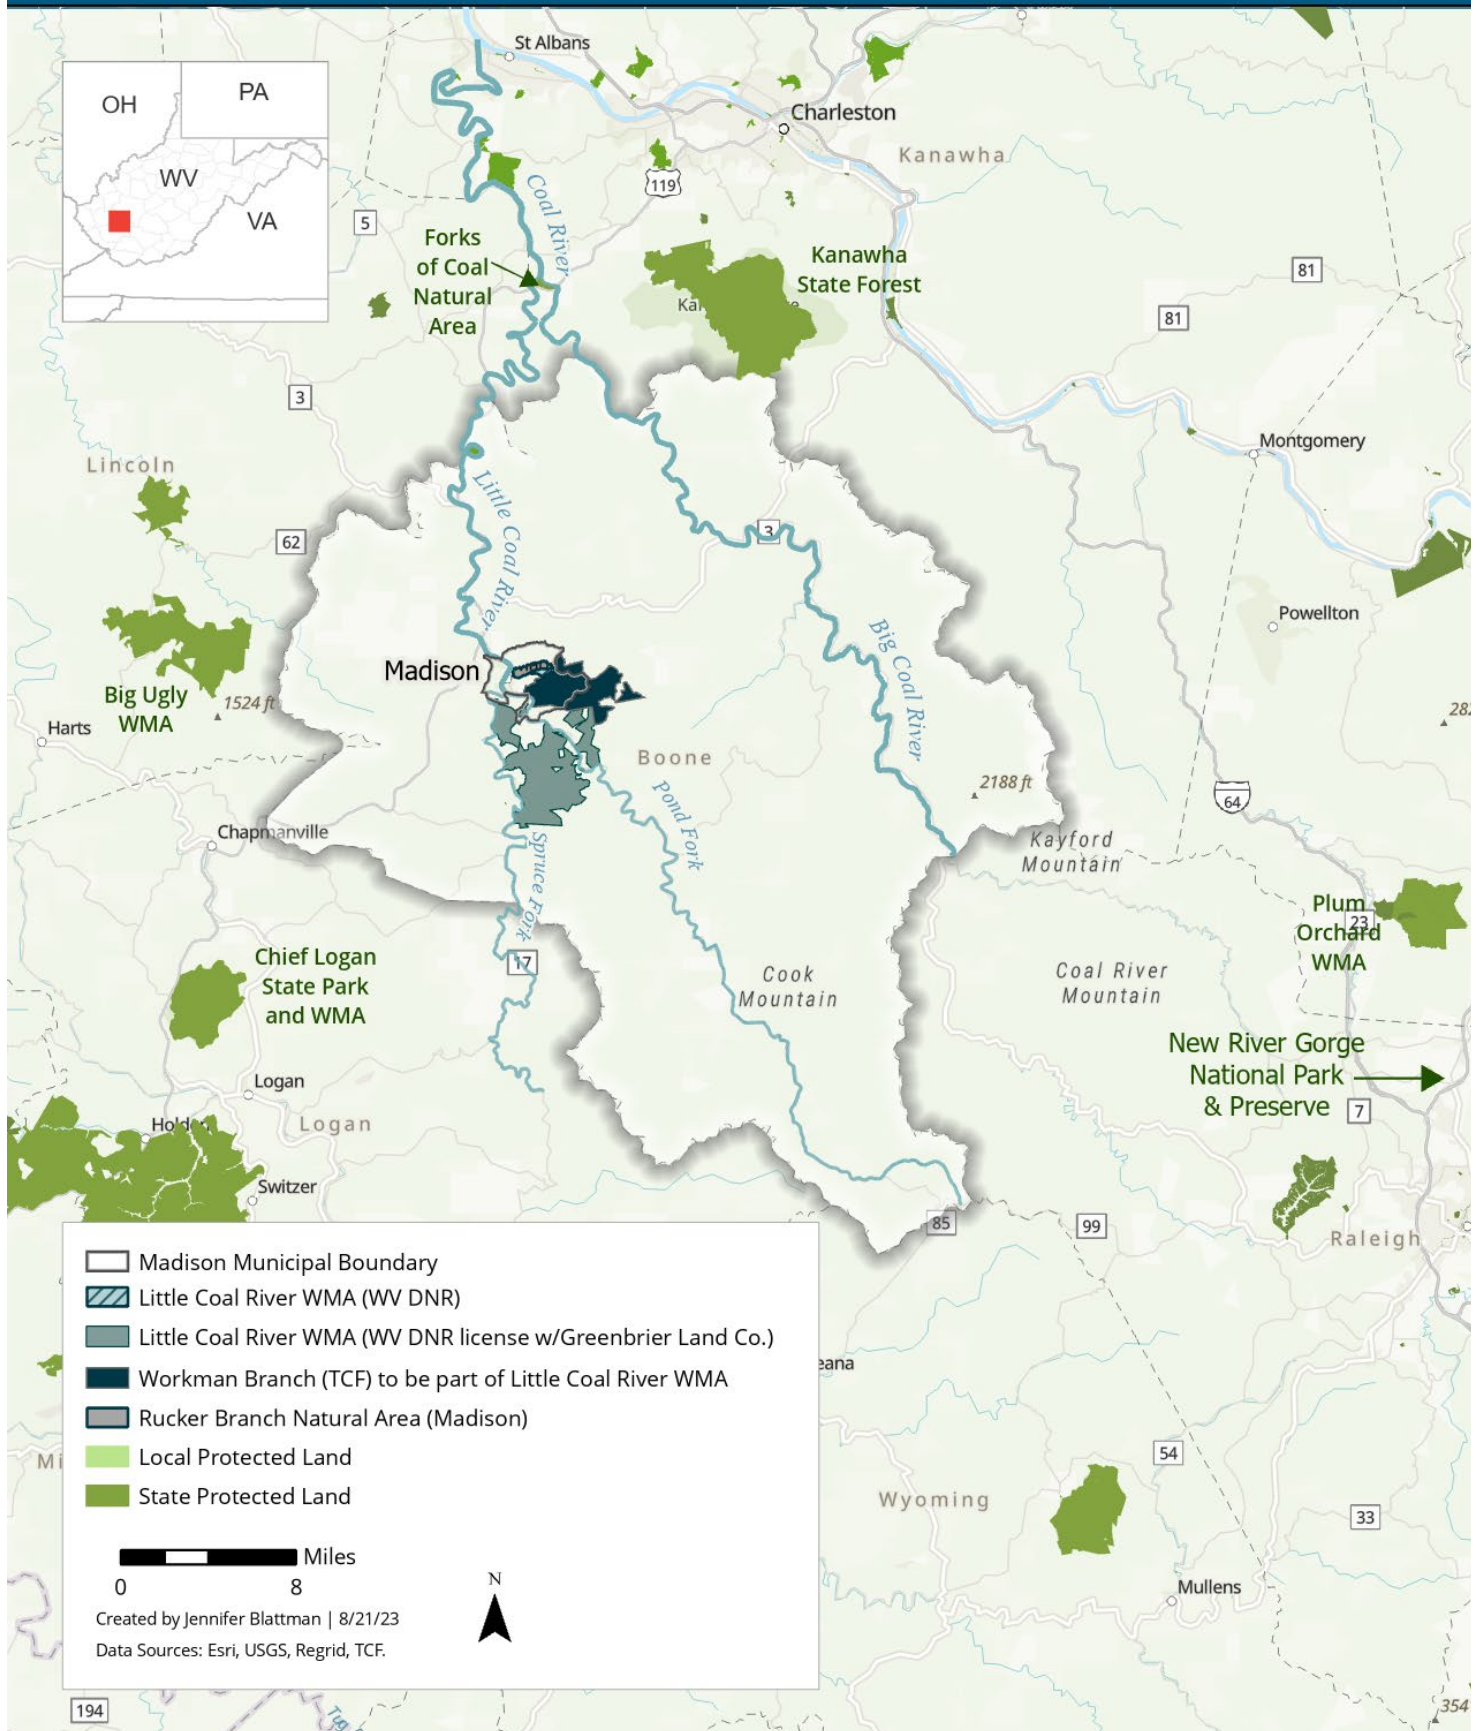 St Albans
OH
PA
Charleston
Kanawha
WV
119
Coal River
VA
5
Forks
of Coal
Natural
Area
Kanawha
State Forest
81
81
3
Montgomery
Lincoln
Little Coal River
3
62
Powellton
Big Coal River
Madison
Big Ugly
WMA
1524 ft
Harts
Boone
Pond Fork
2188 ft
64
Chapmanville
Kayford
Mountain
Spruce Fork
Plum
Orchard
WMA
23
17
Chief Logan
State Park
and WMA
Cook
Mountain
Coal River
Mountain
New River Gorge
National Park
& Preserve
7
Logan
Logan
Switzer
85
99
Raleigh
Madison Municipal Boundary
Little Coal River WMA (WV DNR)
Little Coal River WMA (WV DNR license w/Greenbrier Land Co.)
Workman Branch (TCF) to be part of Little Coal River WMA
Rucker Branch Natural Area (Madison)
Local Protected Land
State Protected Land
eana
54
Wyoming
33
Miles
0 8
N
Mullens
Created by Jennifer Blattman | 8/21/23
Data Sources: Esri, USGS, Regrid, TCF.
194
354